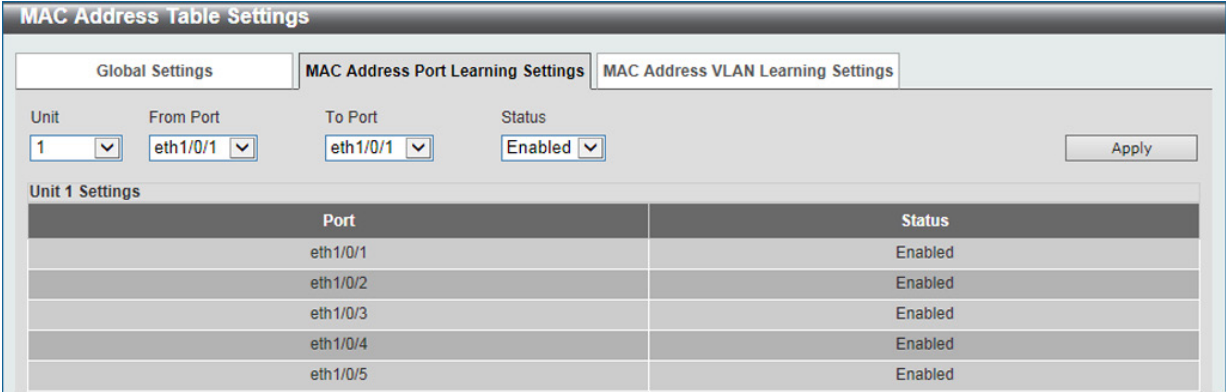 MAC Address Table Settings
Global Settings MAC Address Port Learning Settings MAC Address VLAN Learning Settings
Unit From Port To Port Status
1 eth1/0/1 eth1/0/1 Enabled Apply
Unit 1 Settings
Port Status
eth1/0/1 Enabled
eth1/0/2 Enabled
eth1/0/3 Enabled
eth1/0/4 Enabled
eth1/0/5 Enabled